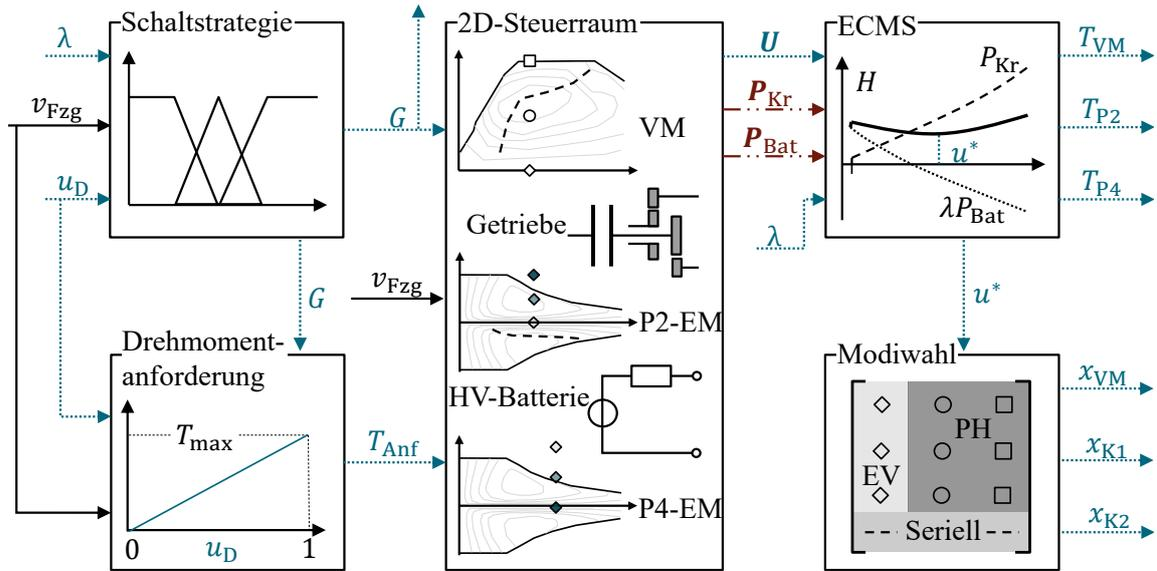 Schaltstrategie
λ
v_Fzg
u_D
G
G
Drehmoment-
anforderung
T_max
0
u_D
1
T_Anf
2D-Steuerraum
VM
Getriebe
v_Fzg
P2-EM
HV-Batterie
P4-EM
U
P_Kr
P_Bat
λ
ECMS
H
P_Kr
u*
λP_Bat
T_VM
T_P2
T_P4
u*
Modiwahl
PH
EV
Seriell
x_VM
x_K1
x_K2